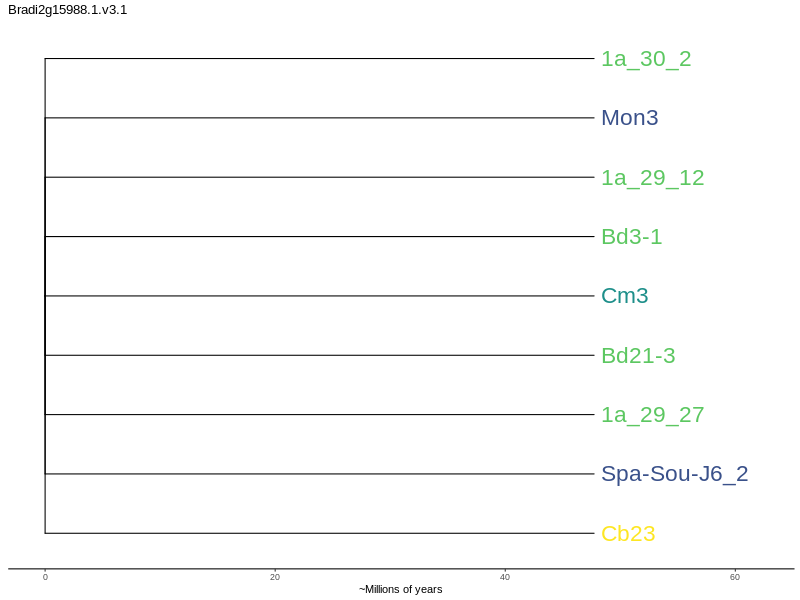 Bradi2g15988.1.v3.1
1a_30_2
Mon3
1a_29_12
Bd3-1
Cm3
Bd21-3
1a_29_27
Spa-Sou-J6_2
Cb23
0 20 40 60
~Millions of years